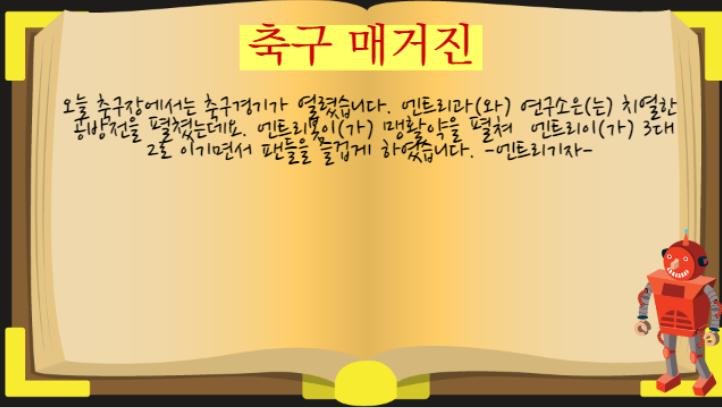 축구 매거진
오늘 축구장에서는 축구경기가 열렸습니다. 엔트리과(와) 연구소은(는) 치열한
공방전을 펼쳤는데요. 엔트리봇이(가) 맹활약을 펼쳐 엔트리이(가) 3대
2로 이기면서 팬들을 즐겁게 하였습니다. -엔트리기자-